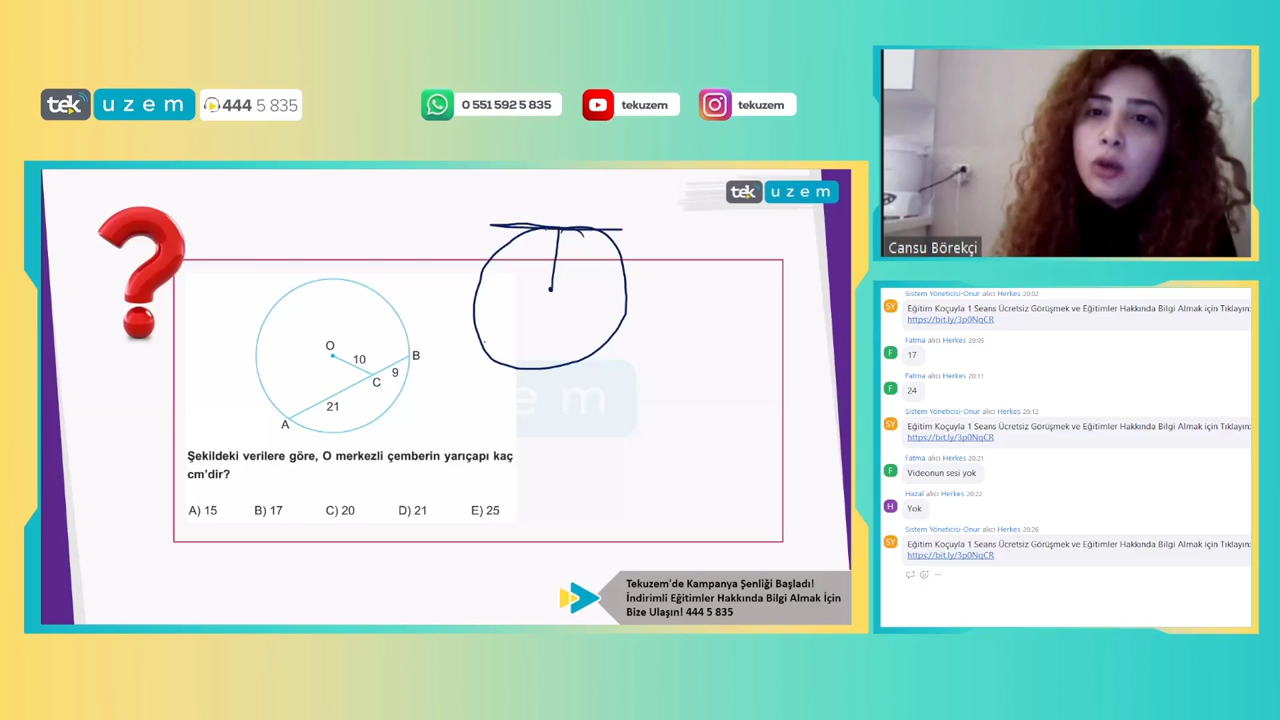 tek uzem 444 5 835
0 551 592 5 835
tekuzem
tekuzem
tek uzem
O
10
B
9
C
21
A
Şekildeki verilere göre, O merkezli çemberin yarıçapı kaç
cm'dir?
A) 15 B) 17 C) 20 D) 21 E) 25
zem
Tekuzem'de Kampanya Şenliği Başladı!
İndirimli Eğitimler Hakkında Bilgi Almak İçin
Bize Ulaşın! 444 5 835
Cansu Börekçi
Sistem Yöneticisi-Onur alıcı Herkes 20:02
SY
Eğitim Koçuyla 1 Seans Ücretsiz Görüşmek ve Eğitimler Hakkında Bilgi Almak için Tıklayın:
https://bit.ly/3p0NqCR
Fatma alıcı Herkes 20:05
F
17
Fatma alıcı Herkes 20:11
F
24
Sistem Yöneticisi-Onur alıcı Herkes 20:12
SY
Eğitim Koçuyla 1 Seans Ücretsiz Görüşmek ve Eğitimler Hakkında Bilgi Almak için Tıklayın:
https://bit.ly/3p0NqCR
Fatma alıcı Herkes 20:21
F
Videonun sesi yok
Hazal alıcı Herkes 20:22
H
Yok
Sistem Yöneticisi-Onur alıcı Herkes 20:26
SY
Eğitim Koçuyla 1 Seans Ücretsiz Görüşmek ve Eğitimler Hakkında Bilgi Almak için Tıklayın:
https://bit.ly/3p0NqCR